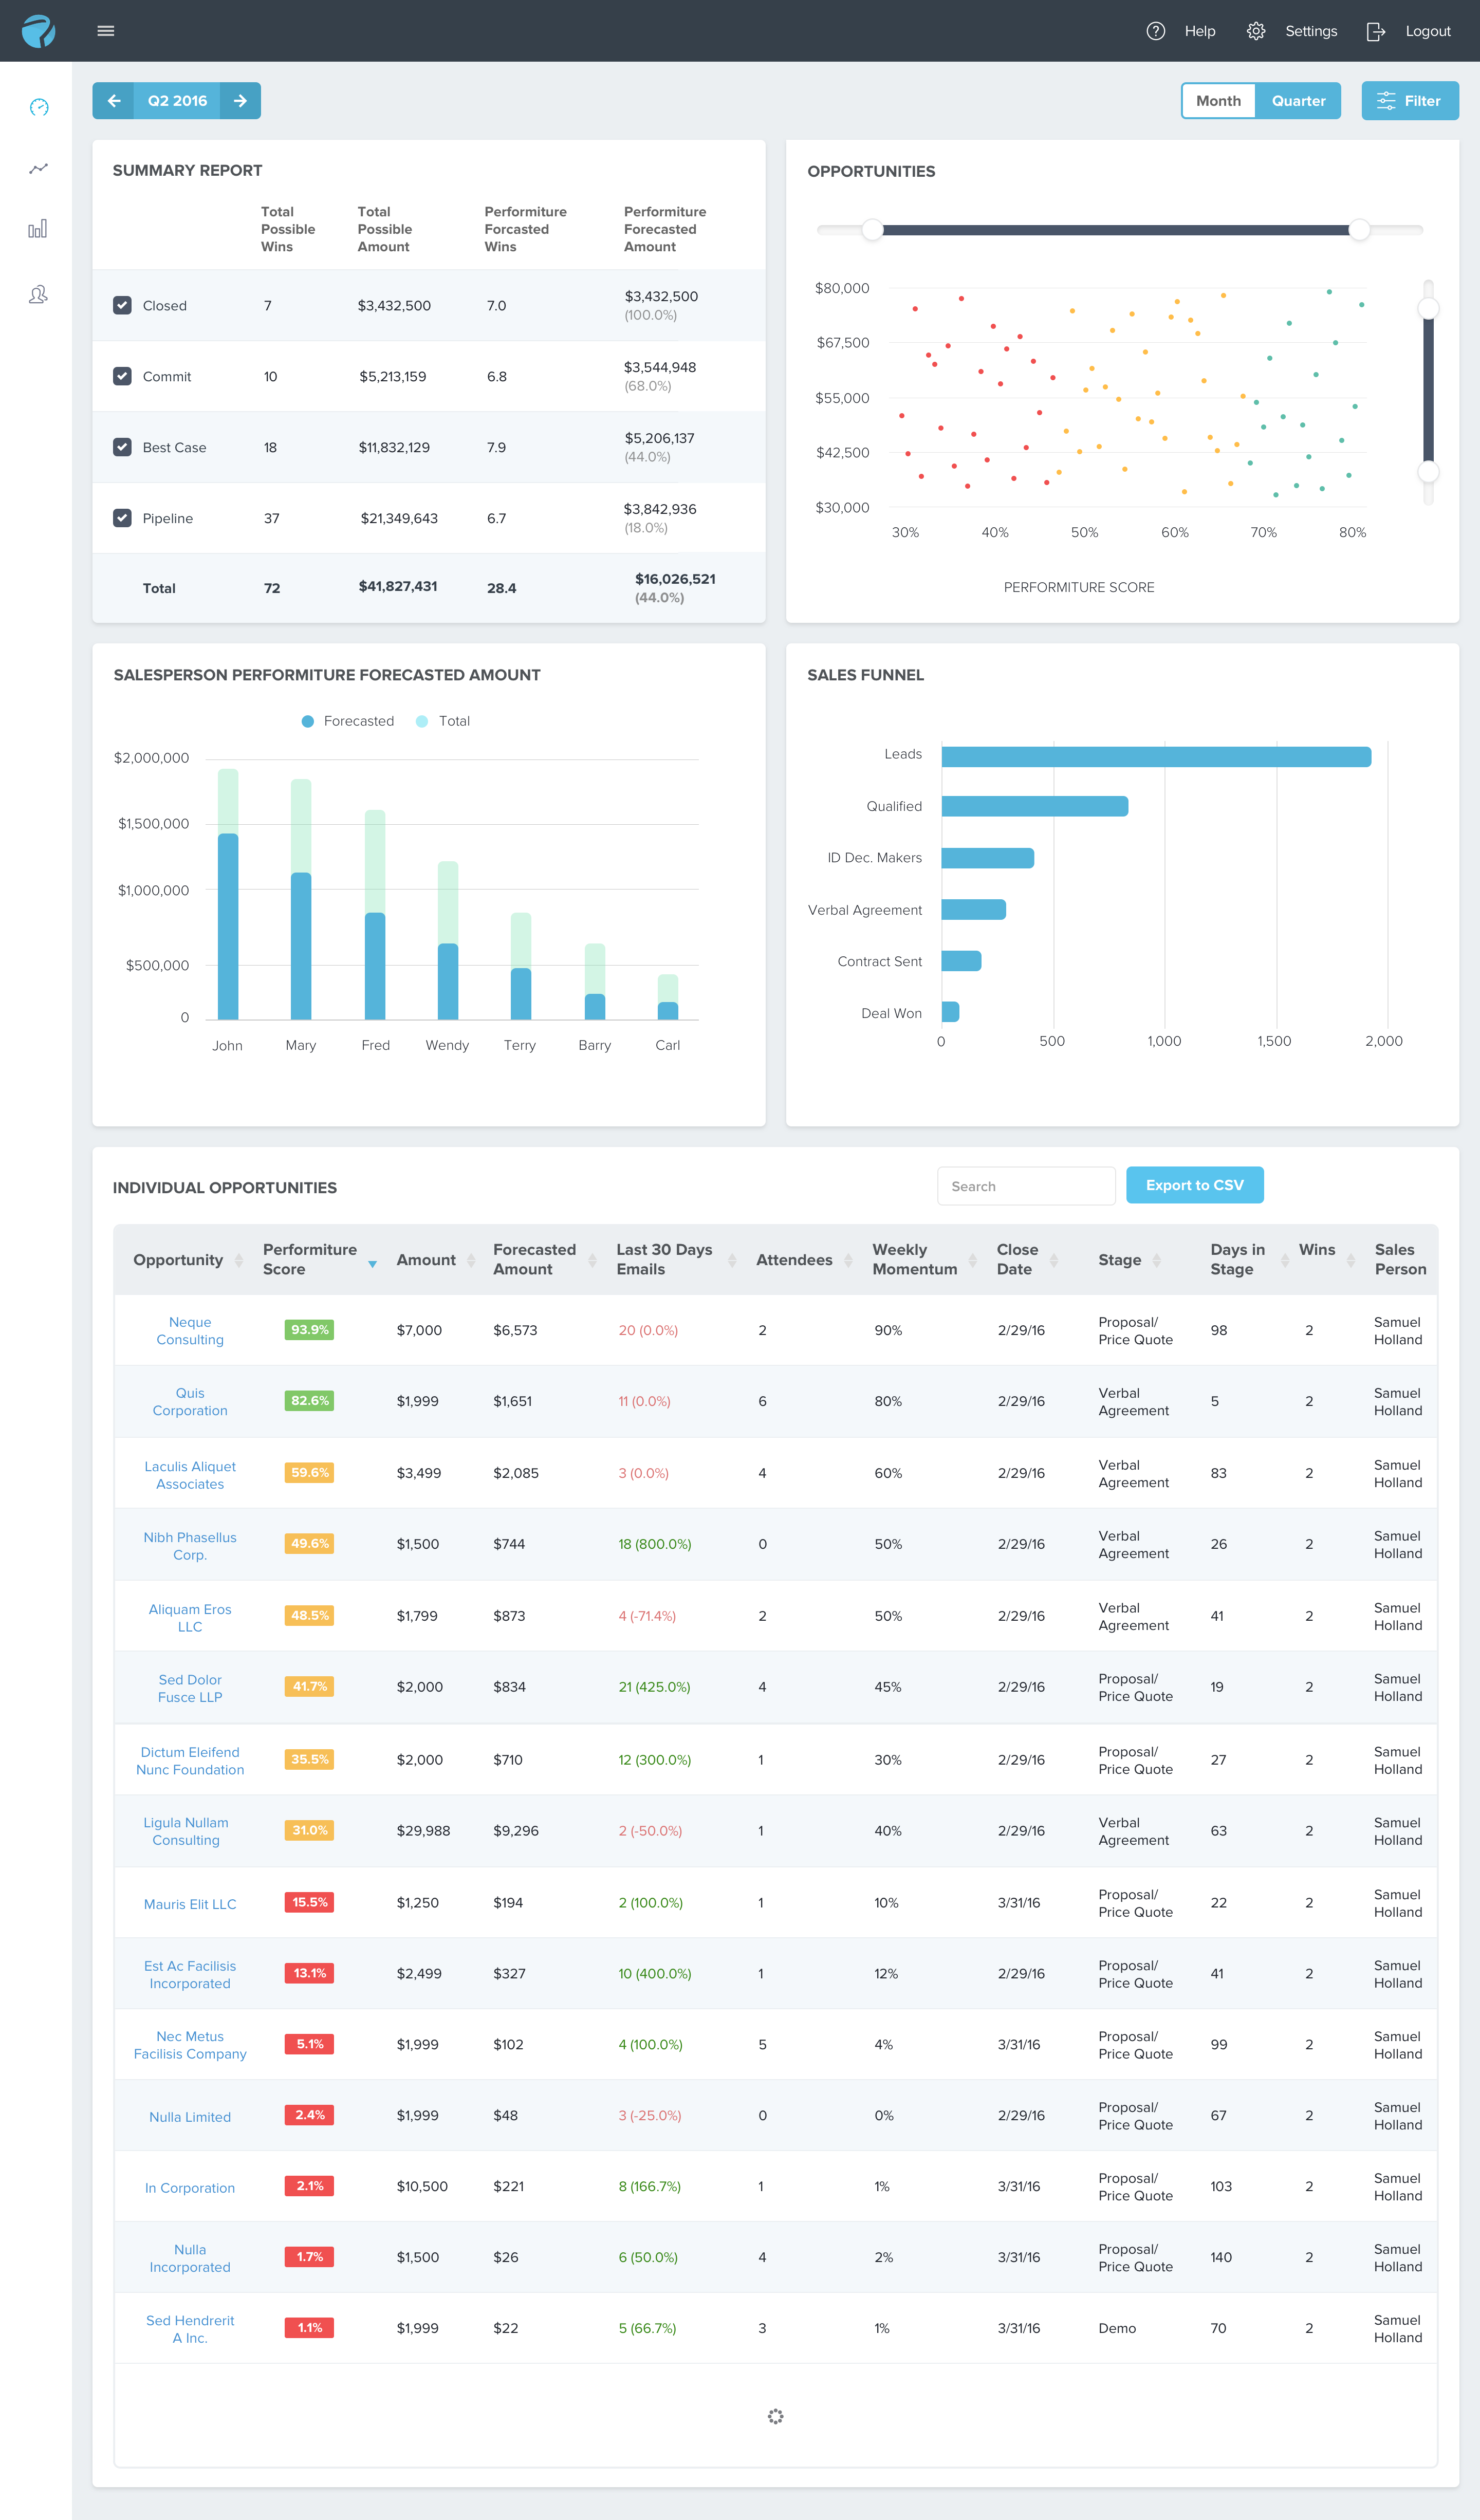 Help Settings Logout
Q2 2016
Month Quarter Filter
SUMMARY REPORT
Total Possible Wins
Total Possible Amount
Performiture Forcasted Wins
Performiture Forecasted Amount
Closed 7 $3,432,500 7.0 $3,432,500 (100.0%)
Commit 10 $5,213,159 6.8 $3,544,948 (68.0%)
Best Case 18 $11,832,129 7.9 $5,206,137 (44.0%)
Pipeline 37 $21,349,643 6.7 $3,842,936 (18.0%)
Total 72 $41,827,431 28.4 $16,026,521 (44.0%)
OPPORTUNITIES
$80,000
$67,500
$55,000
$42,500
$30,000
30% 40% 50% 60% 70% 80%
PERFORMITURE SCORE
SALESPERSON PERFORMITURE FORECASTED AMOUNT
Forecasted Total
$2,000,000
$1,500,000
$1,000,000
$500,000
0
John Mary Fred Wendy Terry Barry Carl
SALES FUNNEL
Leads
Qualified
ID Dec. Makers
Verbal Agreement
Contract Sent
Deal Won
0 500 1,000 1,500 2,000
INDIVIDUAL OPPORTUNITIES
Search
Export to CSV
Opportunity
Performiture Score
Amount
Forecasted Amount
Last 30 Days Emails
Attendees
Weekly Momentum
Close Date
Stage
Days in Stage
Wins
Sales Person
Neque Consulting 93.9% $7,000 $6,573 20 (0.0%) 2 90% 2/29/16 Proposal/ Price Quote 98 2 Samuel Holland
Quis Corporation 82.6% $1,999 $1,651 11 (0.0%) 6 80% 2/29/16 Verbal Agreement 5 2 Samuel Holland
Laculis Aliquet Associates 59.6% $3,499 $2,085 3 (0.0%) 4 60% 2/29/16 Verbal Agreement 83 2 Samuel Holland
Nibh Phasellus Corp. 49.6% $1,500 $744 18 (800.0%) 0 50% 2/29/16 Verbal Agreement 26 2 Samuel Holland
Aliquam Eros LLC 48.5% $1,799 $873 4 (-71.4%) 2 50% 2/29/16 Verbal Agreement 41 2 Samuel Holland
Sed Dolor Fusce LLP 41.7% $2,000 $834 21 (425.0%) 4 45% 2/29/16 Proposal/ Price Quote 19 2 Samuel Holland
Dictum Eleifend Nunc Foundation 35.5% $2,000 $710 12 (300.0%) 1 30% 2/29/16 Proposal/ Price Quote 27 2 Samuel Holland
Ligula Nullam Consulting 31.0% $29,988 $9,296 2 (-50.0%) 1 40% 2/29/16 Verbal Agreement 63 2 Samuel Holland
Mauris Elit LLC 15.5% $1,250 $194 2 (100.0%) 1 10% 3/31/16 Proposal/ Price Quote 22 2 Samuel Holland
Est Ac Facilisis Incorporated 13.1% $2,499 $327 10 (400.0%) 1 12% 2/29/16 Proposal/ Price Quote 41 2 Samuel Holland
Nec Metus Facilisis Company 5.1% $1,999 $102 4 (100.0%) 5 4% 3/31/16 Proposal/ Price Quote 99 2 Samuel Holland
Nulla Limited 2.4% $1,999 $48 3 (-25.0%) 0 0% 2/29/16 Proposal/ Price Quote 67 2 Samuel Holland
In Corporation 2.1% $10,500 $221 8 (166.7%) 1 1% 3/31/16 Proposal/ Price Quote 103 2 Samuel Holland
Nulla Incorporated 1.7% $1,500 $26 6 (50.0%) 4 2% 3/31/16 Proposal/ Price Quote 140 2 Samuel Holland
Sed Hendrerit A Inc. 1.1% $1,999 $22 5 (66.7%) 3 1% 3/31/16 Demo 70 2 Samuel Holland